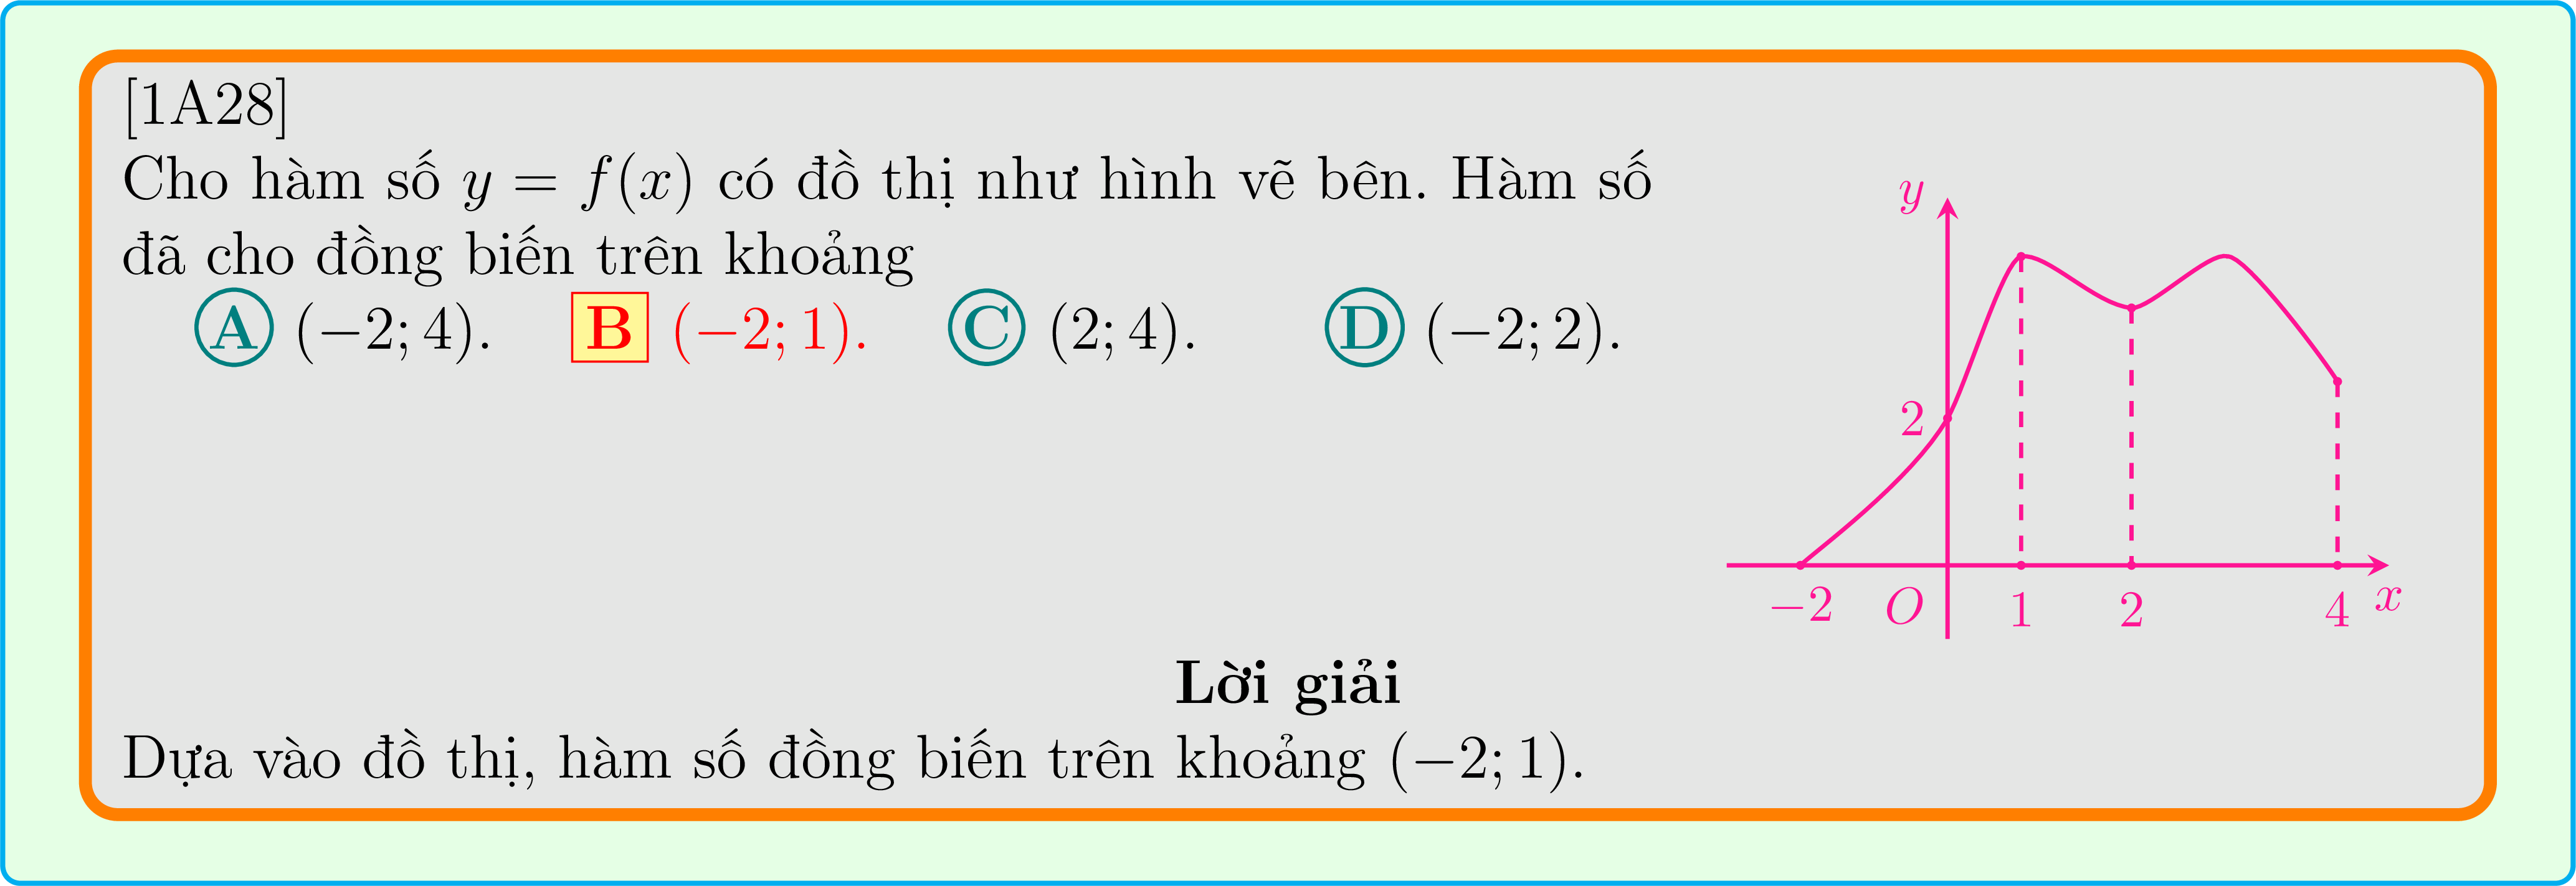 [1A28]
Cho hàm số y = f(x) có đồ thị như hình vẽ bên. Hàm số
đã cho đồng biến trên khoảng
A (−2; 4). B (−2; 1). C (2; 4). D (−2; 2).
y
2
−2 O 1 2 4 x
Lời giải
Dựa vào đồ thị, hàm số đồng biến trên khoảng (−2; 1).